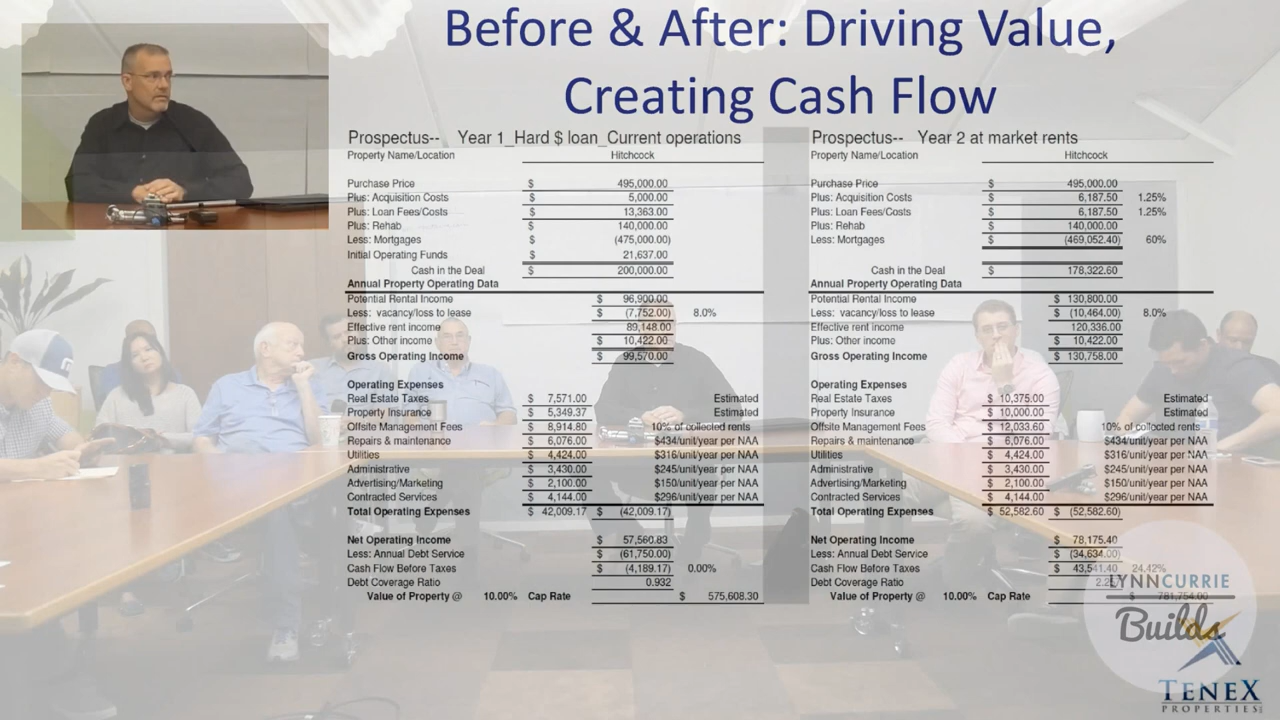 Before & After: Driving Value,
Creating Cash Flow
Prospectus-- Year 1_Hard $ loan_Current operations
Property Name/Location Hitchcock
Purchase Price $ 495,000.00
Plus: Acquisition Costs $ 5,000.00
Plus: Loan Fees/Costs $ 13,363.00
Plus: Rehab $ 140,000.00
Less: Mortgages $ (475,000.00)
Initial Operating Funds $ 21,637.00
Cash in the Deal $ 200,000.00
Annual Property Operating Data
Potential Rental Income $ 96,900.00
Less: vacancy/loss to lease $ (7,752.00) 8.0%
Effective rent income 89,148.00
Plus: Other income $ 10,422.00
Gross Operating Income $ 99,570.00
Operating Expenses
Real Estate Taxes $ 7,571.00 Estimated
Property Insurance $ 5,349.37 Estimated
Offsite Management Fees $ 8,914.80 10% of collected rents
Repairs & maintenance $ 6,076.00 $434/unit/year per NAA
Utilities $ 4,424.00 $316/unit/year per NAA
Administrative $ 3,430.00 $245/unit/year per NAA
Advertising/Marketing $ 2,100.00 $150/unit/year per NAA
Contracted Services $ 4,144.00 $296/unit/year per NAA
Total Operating Expenses $ 42,009.17 $ (42,009.17)
Net Operating Income $ 57,560.83
Less: Annual Debt Service $ (61,750.00)
Cash Flow Before Taxes $ (4,189.17) 0.00%
Debt Coverage Ratio 0.932
Value of Property @ 10.00% Cap Rate $ 575,608.30
Prospectus-- Year 2 at market rents
Property Name/Location Hitchcock
Purchase Price $ 495,000.00
Plus: Acquisition Costs $ 6,187.50 1.25%
Plus: Loan Fees/Costs $ 6,187.50 1.25%
Plus: Rehab $ 140,000.00
Less: Mortgages $ (469,052.40) 60%
Cash in the Deal $ 178,322.60
Annual Property Operating Data
Potential Rental Income $ 130,800.00
Less: vacancy/loss to lease $ (10,464.00) 8.0%
Effective rent income 120,336.00
Plus: Other income $ 10,422.00
Gross Operating Income $ 130,758.00
Operating Expenses
Real Estate Taxes $ 10,375.00 Estimated
Property Insurance $ 10,000.00 Estimated
Offsite Management Fees $ 12,033.60 10% of collected rents
Repairs & maintenance $ 6,076.00 $434/unit/year per NAA
Utilities $ 4,424.00 $316/unit/year per NAA
Administrative $ 3,430.00 $245/unit/year per NAA
Advertising/Marketing $ 2,100.00 $150/unit/year per NAA
Contracted Services $ 4,144.00 $296/unit/year per NAA
Total Operating Expenses $ 52,582.60 $ (52,582.60)
Net Operating Income $ 78,175.40
Less: Annual Debt Service $ (34,634.00)
Cash Flow Before Taxes $ 43,541.40 24.42%
Debt Coverage Ratio
Value of Property @ 10.00% Cap Rate $ 781,754.00
LYNNCURRIE
Builds
TENEX
PROPERTIES